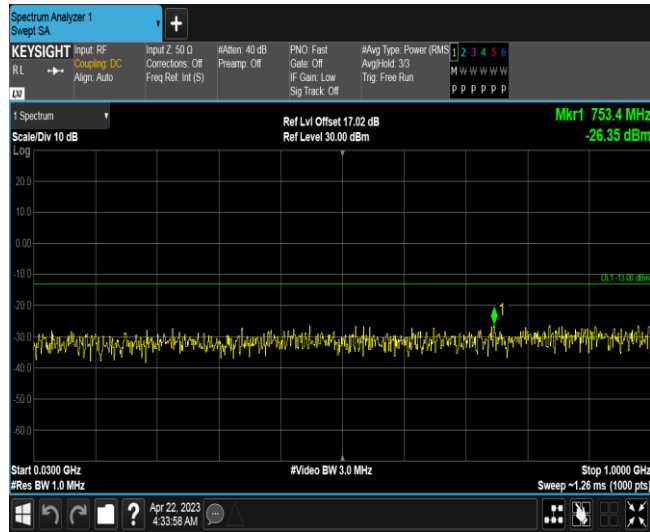 Spectrum Analyzer 1
Swept SA
+
KEYSIGHT
RL
LXI
Input: RF
Coupling: DC
Align: Auto
Input Z: 50 Ω
Corrections: Off
Freq Ref: Int (S)
#Atten: 40 dB
Preamp: Off
PNO: Fast
Gate: Off
IF Gain: Low
Sig Track: Off
#Avg Type: Power (RMS
Avg|Hold: 3/3
Trig: Free Run
1 2 3 4 5 6
M W W W W W
P P P P P P
1 Spectrum
Scale/Div 10 dB
Ref Lvl Offset 17.02 dB
Ref Level 30.00 dBm
Mkr1 753.4 MHz
-26.35 dBm
Log
20.0
10.0
0.00
-10.0
DL1 -13.00 dBm
-20.0
1
-30.0
-40.0
-50.0
-60.0
Start 0.0300 GHz
#Video BW 3.0 MHz
Stop 1.0000 GHz
#Res BW 1.0 MHz
Sweep ~1.26 ms (1000 pts)
?
Apr 22, 2023
4:33:58 AM